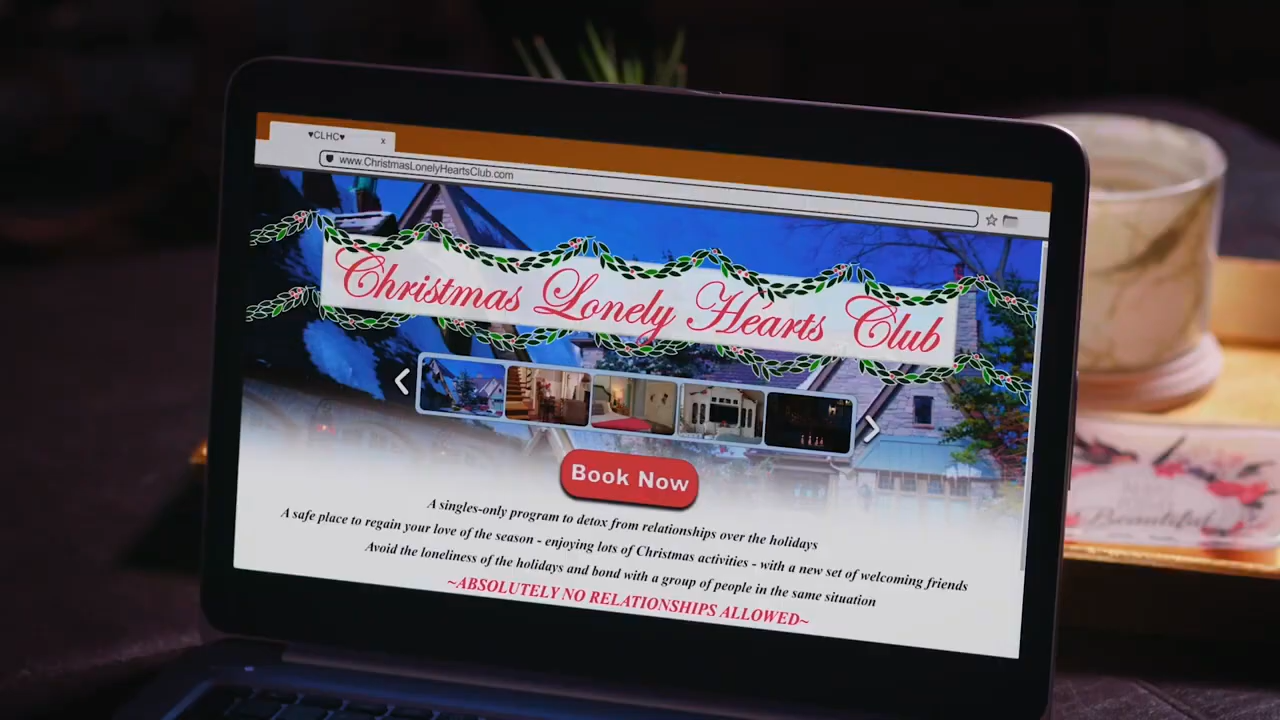 ♥CLHC♥ x
www.ChristmasLonelyHeartsClub.com
Christmas Lonely Hearts Club
Book Now
A singles-only program to detox from relationships over the holidays
A safe place to regain your love of the season - enjoying lots of Christmas activities - with a new set of welcoming friends
Avoid the loneliness of the holidays and bond with a group of people in the same situation
~ABSOLUTELY NO RELATIONSHIPS ALLOWED~
Beautiful